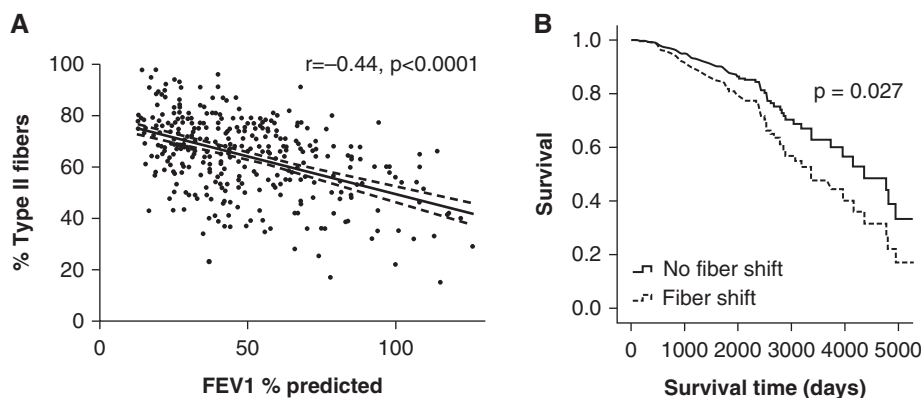 A
r=–0.44, p<0.0001
100
80
60
40
20
0
% Type II fibers
0
50
100
FEV1 % predicted
B
1.0
0.8
0.6
0.4
0.2
0.0
Survival
p = 0.027
No fiber shift
Fiber shift
0
1000
2000
3000
4000
5000
Survival time (days)